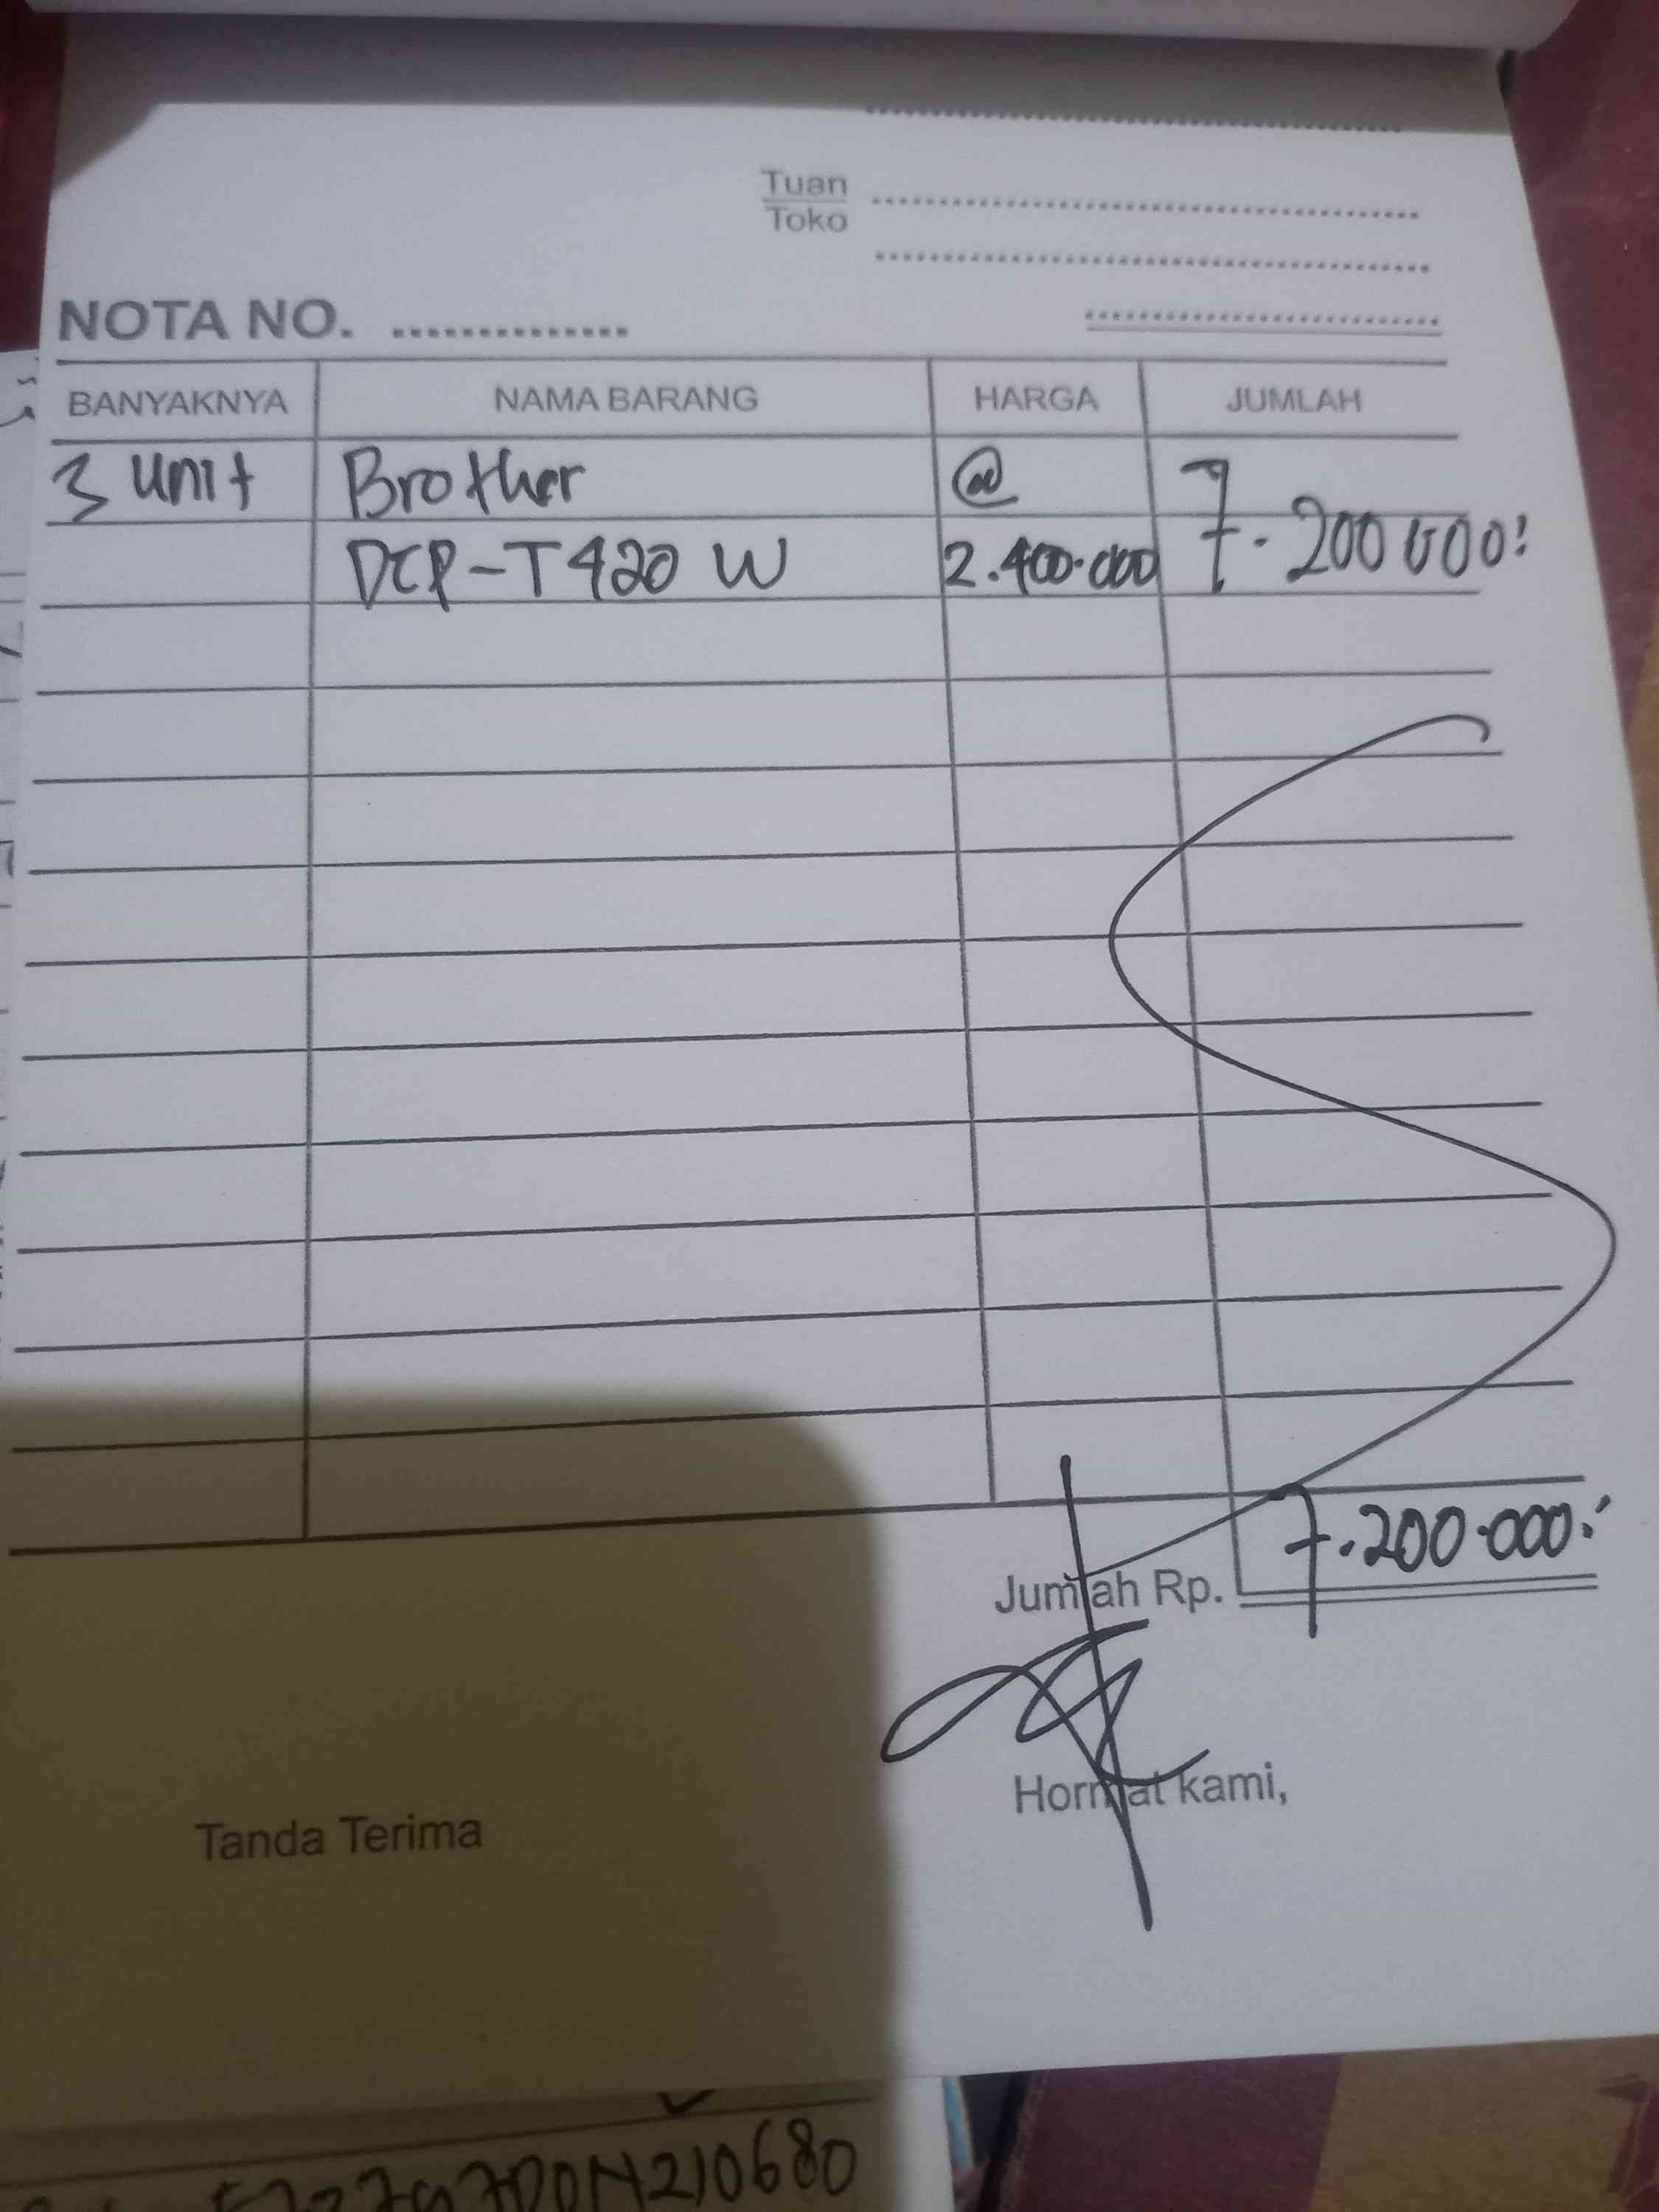 Tuan
Toko
NOTA NO. ..............
BANYAKNYA NAMA BARANG HARGA JUMLAH
3 unit Brother @
DCP-T420 W 2.400.000 7.200 000:
Jumlah Rp. 7.200.000:
Hormat kami,
Tanda Terima